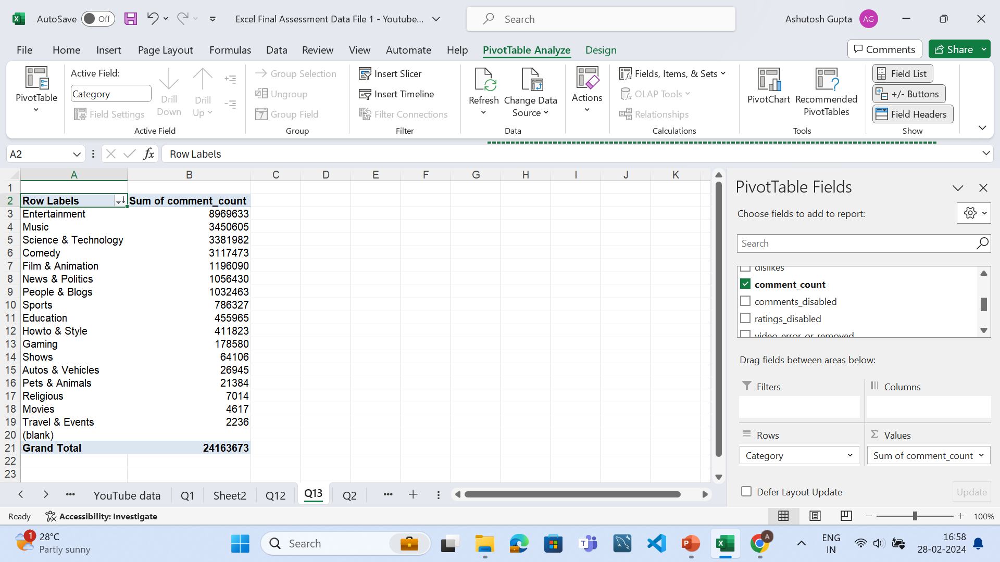 AutoSave Off Excel Final Assessment Data File 1 - Youtube... Search Ashutosh Gupta AG
File Home Insert Page Layout Formulas Data Review View Automate Help PivotTable Analyze Design Comments Share
PivotTable
Active Field:
Category
Field Settings
Drill Down
Drill Up
Active Field
Group Selection
Ungroup
7 Group Field
Group
Insert Slicer
Insert Timeline
Filter Connections
Filter
Refresh
Change Data Source
Data
Actions
Fields, Items, & Sets
OLAP Tools
Relationships
Calculations
PivotChart
Recommended PivotTables
Tools
Field List
+/- Buttons
Field Headers
Show
A2 fx Row Labels
A B C D E F G H I J K
1
2 Row Labels Sum of comment_count
3 Entertainment 8969633
4 Music 3450605
5 Science & Technology 3381982
6 Comedy 3117473
7 Film & Animation 1196090
8 News & Politics 1056430
9 People & Blogs 1032463
10 Sports 786327
11 Education 455965
12 Howto & Style 411823
13 Gaming 178580
14 Shows 64106
15 Autos & Vehicles 26945
16 Pets & Animals 21384
17 Religious 7014
18 Movies 4617
19 Travel & Events 2236
20 (blank)
21 Grand Total 24163673
22
23
PivotTable Fields
Choose fields to add to report:
Search
dislikes
comment_count
comments_disabled
ratings_disabled
video_error_or_removed
Drag fields between areas below:
Filters Columns
Rows Values
Category Sum of comment_count
Defer Layout Update Update
YouTube data Q1 Sheet2 Q12 Q13 Q2
Ready Accessibility: Investigate 100%
1 28°C
Partly sunny
Search
A
ENG
IN
16:58
28-02-2024